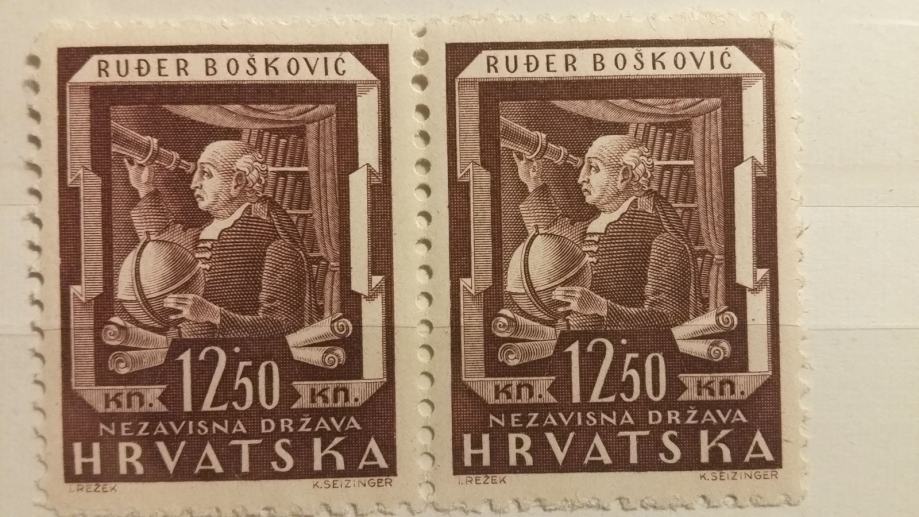 RUĐER BOŠKOVIĆ
12.50
Kn. Kn.
NEZAVISNA DRŽAVA
HRVATSKA
I. REŽEK K. SEIZINGER
RUĐER BOŠKOVIĆ
12.50
Kn. Kn.
NEZAVISNA DRŽAVA
HRVATSKA
I. REŽEK K. SEIZINGER